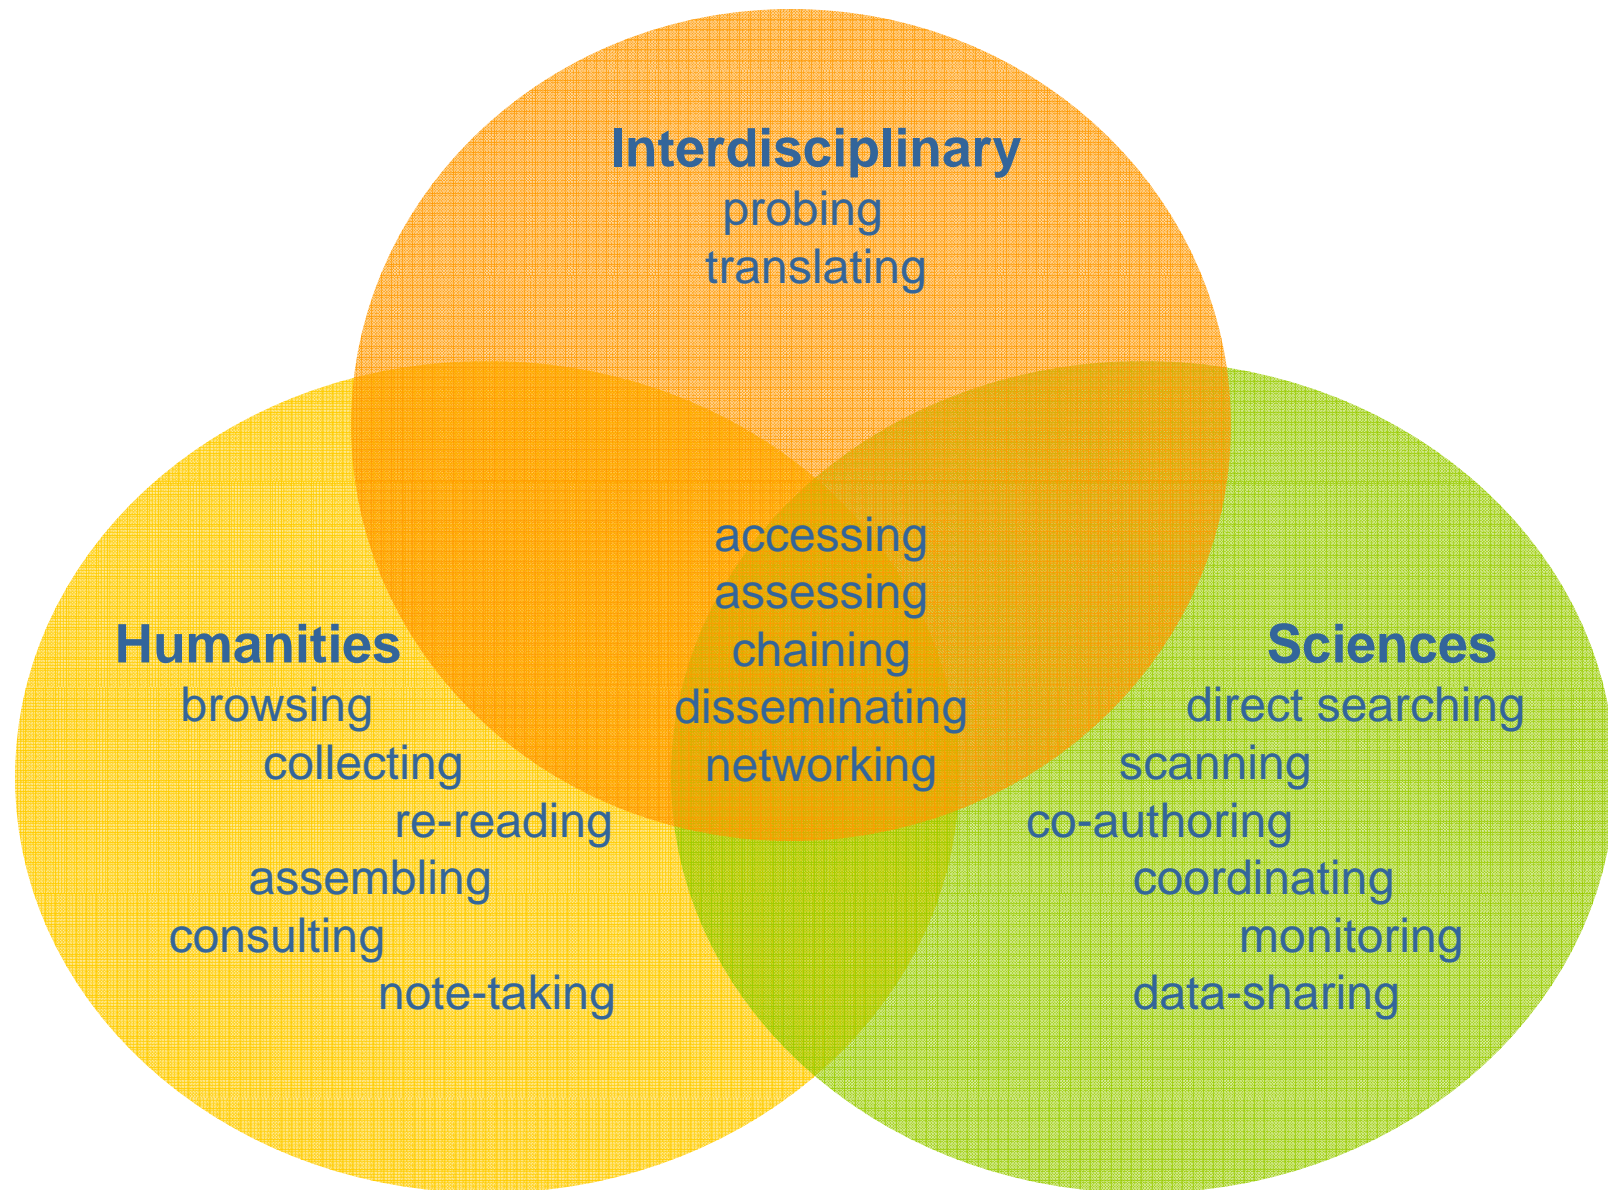 Interdisciplinary
probing
translating
accessing
assessing
chaining
disseminating
networking
Humanities
browsing
collecting
re-reading
assembling
consulting
note-taking
Sciences
direct searching
scanning
co-authoring
coordinating
monitoring
data-sharing